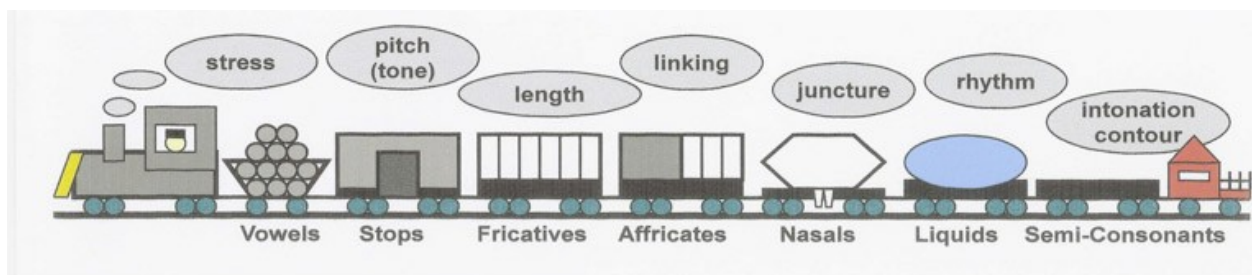 stress
pitch
(tone)
length
linking
juncture
rhythm
intonation
contour
Vowels
Stops
Fricatives
Affricates
Nasals
Liquids
Semi-Consonants